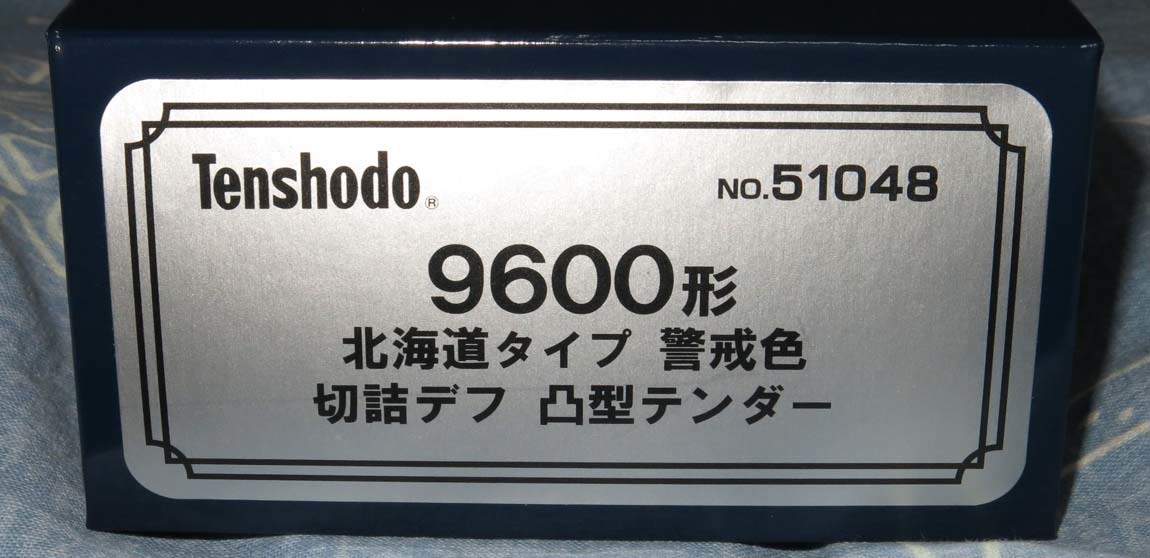 Tenshodo®
NO.51048
9600形
北海道タイプ 警戒色
切詰デフ 凸型テンダー